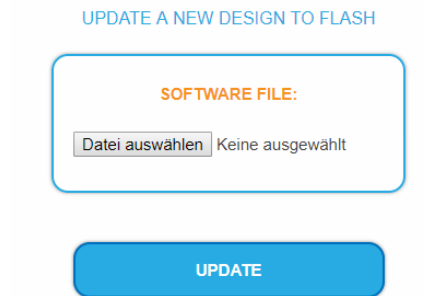 UPDATE A NEW DESIGN TO FLASH
SOFTWARE FILE:
Datei auswählen Keine ausgewählt
UPDATE